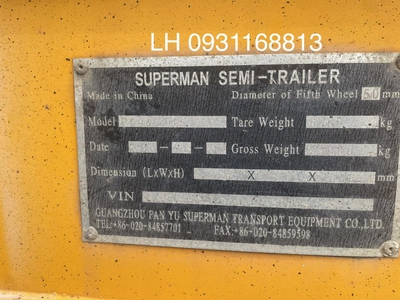 LH 0931168813
SUPERMAN SEMI-TRAILER
Made in China Diameter of Fifth Wheel 50 mm
Model Tare Weight kg
Date - - Gross Weight kg
Dimension (LxWxH) X X mm
VIN
GUANGZHOU PAN YU SUPERMAN TRANSPORT EQUIPMENT CO.,LTD.
TEL:+86-020-84857701 FAX:+86-020-84859598